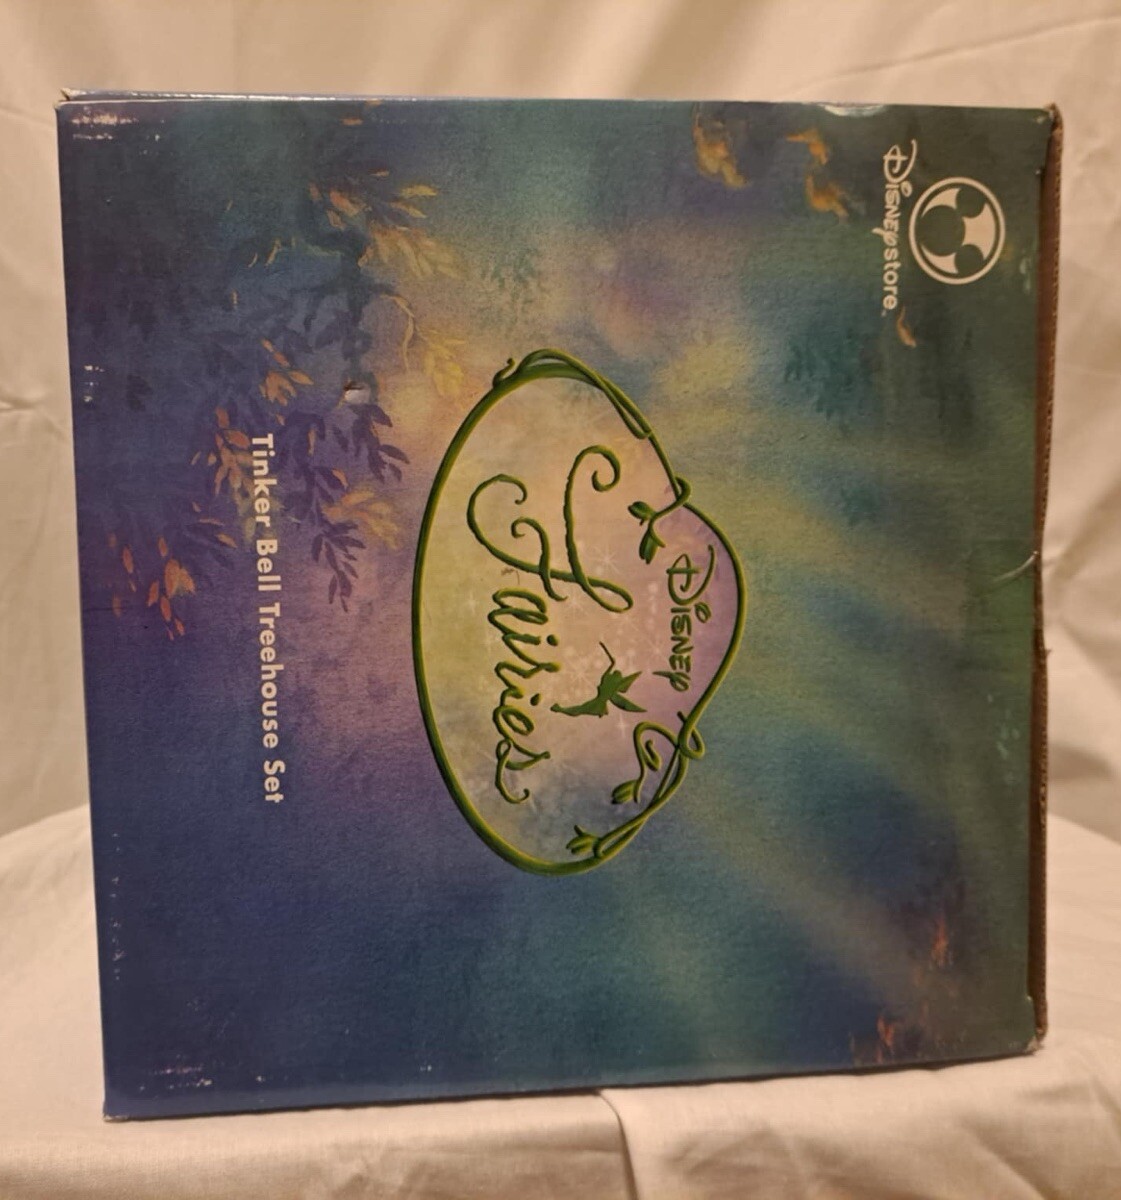 Disney store.
Disney
Fairies
Tinker Bell Treehouse Set